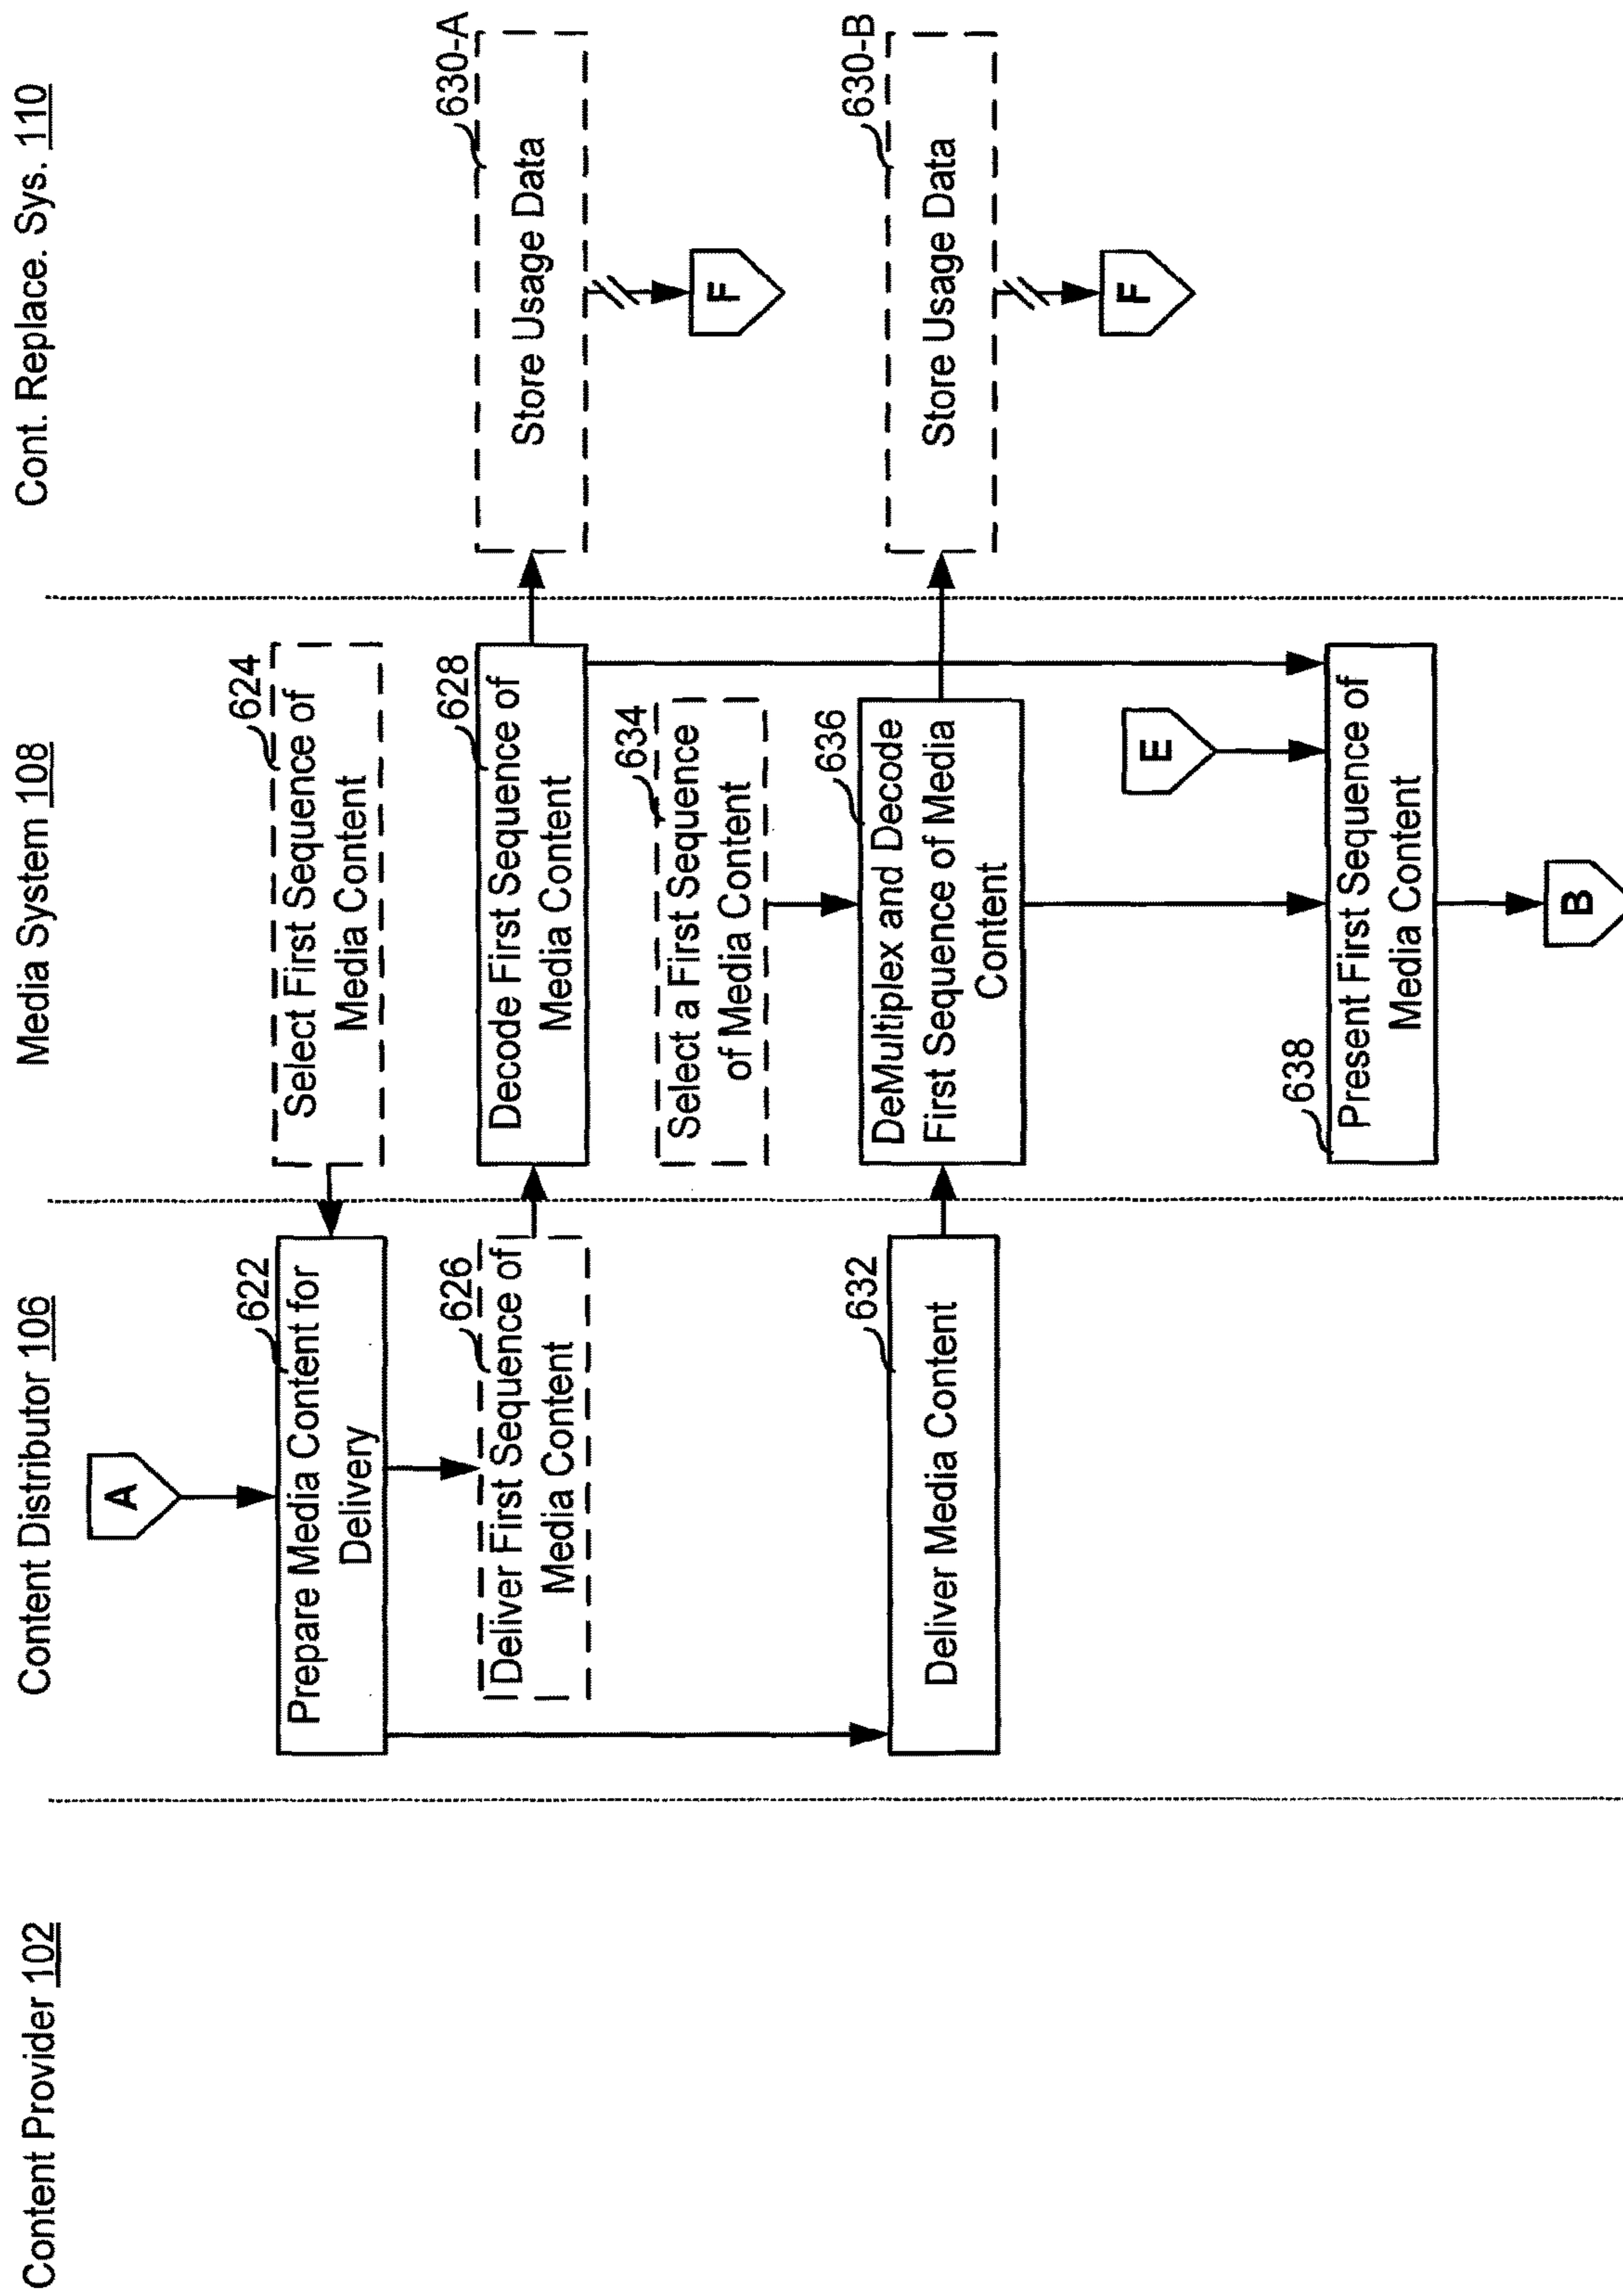 Content Provider 102
Content Distributor 106
Media System 108
Cont. Replace. Sys. 110
A
622
Prepare Media Content for
Delivery
624
Select First Sequence of
Media Content
626
Deliver First Sequence of
Media Content
628
Decode First Sequence of
Media Content
630-A
Store Usage Data
F
634
Select a First Sequence
of Media Content
632
Deliver Media Content
636
DeMultiplex and Decode
First Sequence of Media
Content
630-B
Store Usage Data
F
E
638
Present First Sequence of
Media Content
B